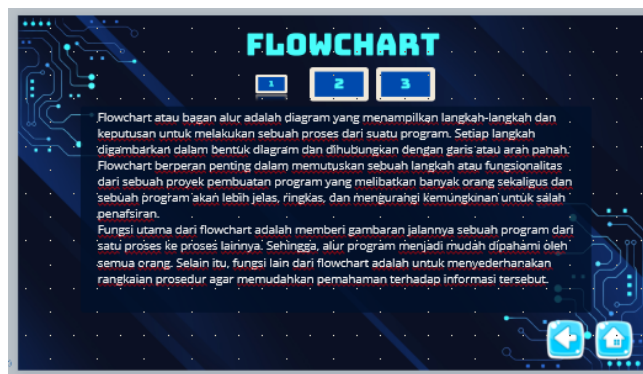 FLOWCHART
1 2 3
Flowchart atau bagan alur adalah diagram yang menampilkan langkah-langkah dan
keputusan untuk melakukan sebuah proses dari suatu program. Setiap langkah
digambarkan dalam bentuk diagram dan dihubungkan dengan garis atau arah panah.
Flowchart berperan penting dalam memutuskan sebuah langkah atau fungsionalitas
dari sebuah proyek pembuatan program yang melibatkan banyak orang sekaligus dan
sebuah program akan lebih jelas, ringkas, dan mengurangi kemungkinan untuk salah
penafsiran.
Fungsi utama dari flowchart adalah memberi gambaran jalannya sebuah program dari
satu proses ke proses lainnya. Sehingga, alur program menjadi mudah dipahami oleh
semua orang. Selain itu, fungsi lain dari flowchart adalah untuk menyederhanakan
rangkaian prosedur agar memudahkan pemahaman terhadap informasi tersebut.